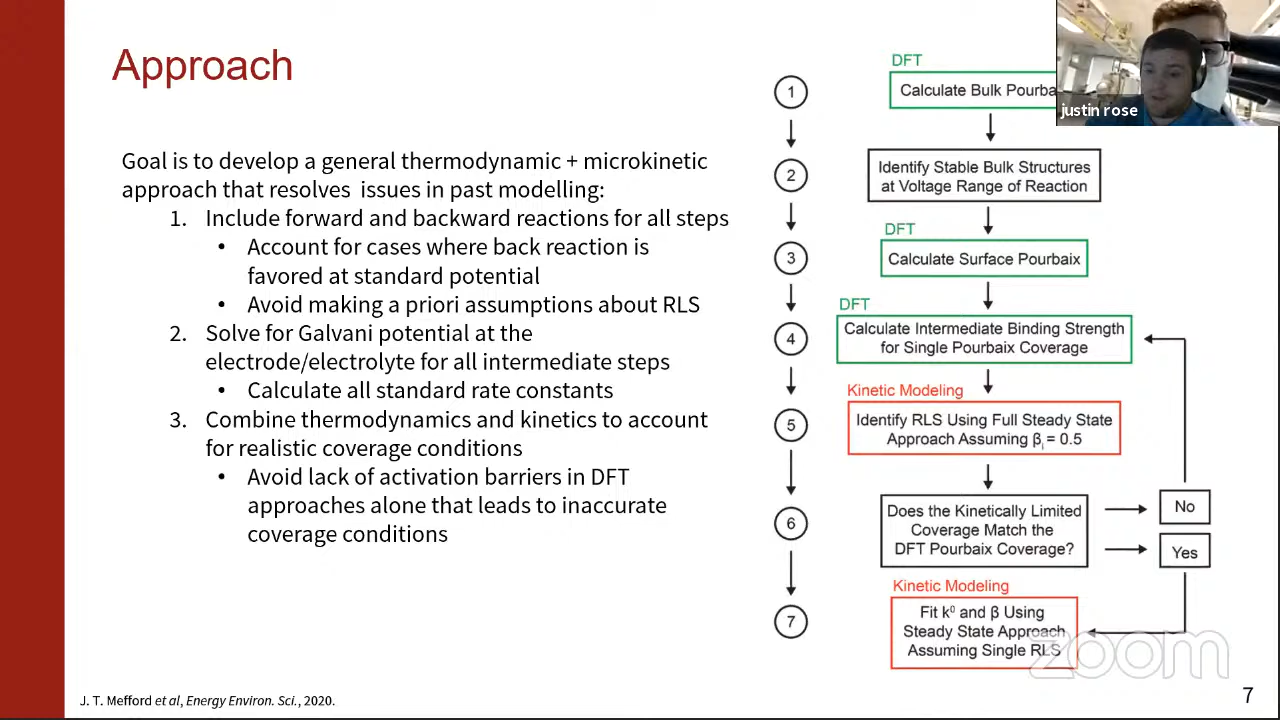 Approach
Goal is to develop a general thermodynamic + microkinetic
approach that resolves issues in past modelling:
1. Include forward and backward reactions for all steps
• Account for cases where back reaction is
favored at standard potential
• Avoid making a priori assumptions about RLS
2. Solve for Galvani potential at the
electrode/electrolyte for all intermediate steps
• Calculate all standard rate constants
3. Combine thermodynamics and kinetics to account
for realistic coverage conditions
• Avoid lack of activation barriers in DFT
approaches alone that leads to inaccurate
coverage conditions
J. T. Mefford et al, Energy Environ. Sci., 2020.
1
DFT
Calculate Bulk
2
Identify Stable Bulk Structures
at Voltage Range of Reaction
3
DFT
Calculate Surface Pourbaix
4
DFT
Calculate Intermediate Binding Strength
for Single Pourbaix Coverage
5
Kinetic Modeling
Identify RLS Using Full Steady State
Approach Assuming βᵢ = 0.5
6
Does the Kinetically Limited
Coverage Match the
DFT Pourbaix Coverage?
No
Yes
7
Kinetic Modeling
Fit k⁰ and β Using
Steady State Approach
Assuming Single RLS
justin rose
zoom
7